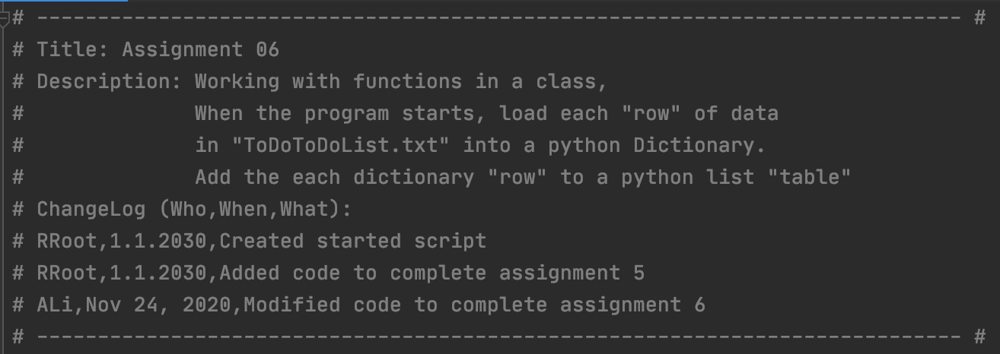 # ---------------------------------------------------------------------------- #
# Title: Assignment 06
# Description: Working with functions in a class,
#              When the program starts, load each "row" of data
#              in "ToDoToDoList.txt" into a python Dictionary.
#              Add the each dictionary "row" to a python list "table"
# ChangeLog (Who,When,What):
# RRoot,1.1.2030,Created started script
# RRoot,1.1.2030,Added code to complete assignment 5
# ALi,Nov 24, 2020,Modified code to complete assignment 6
# ---------------------------------------------------------------------------- #